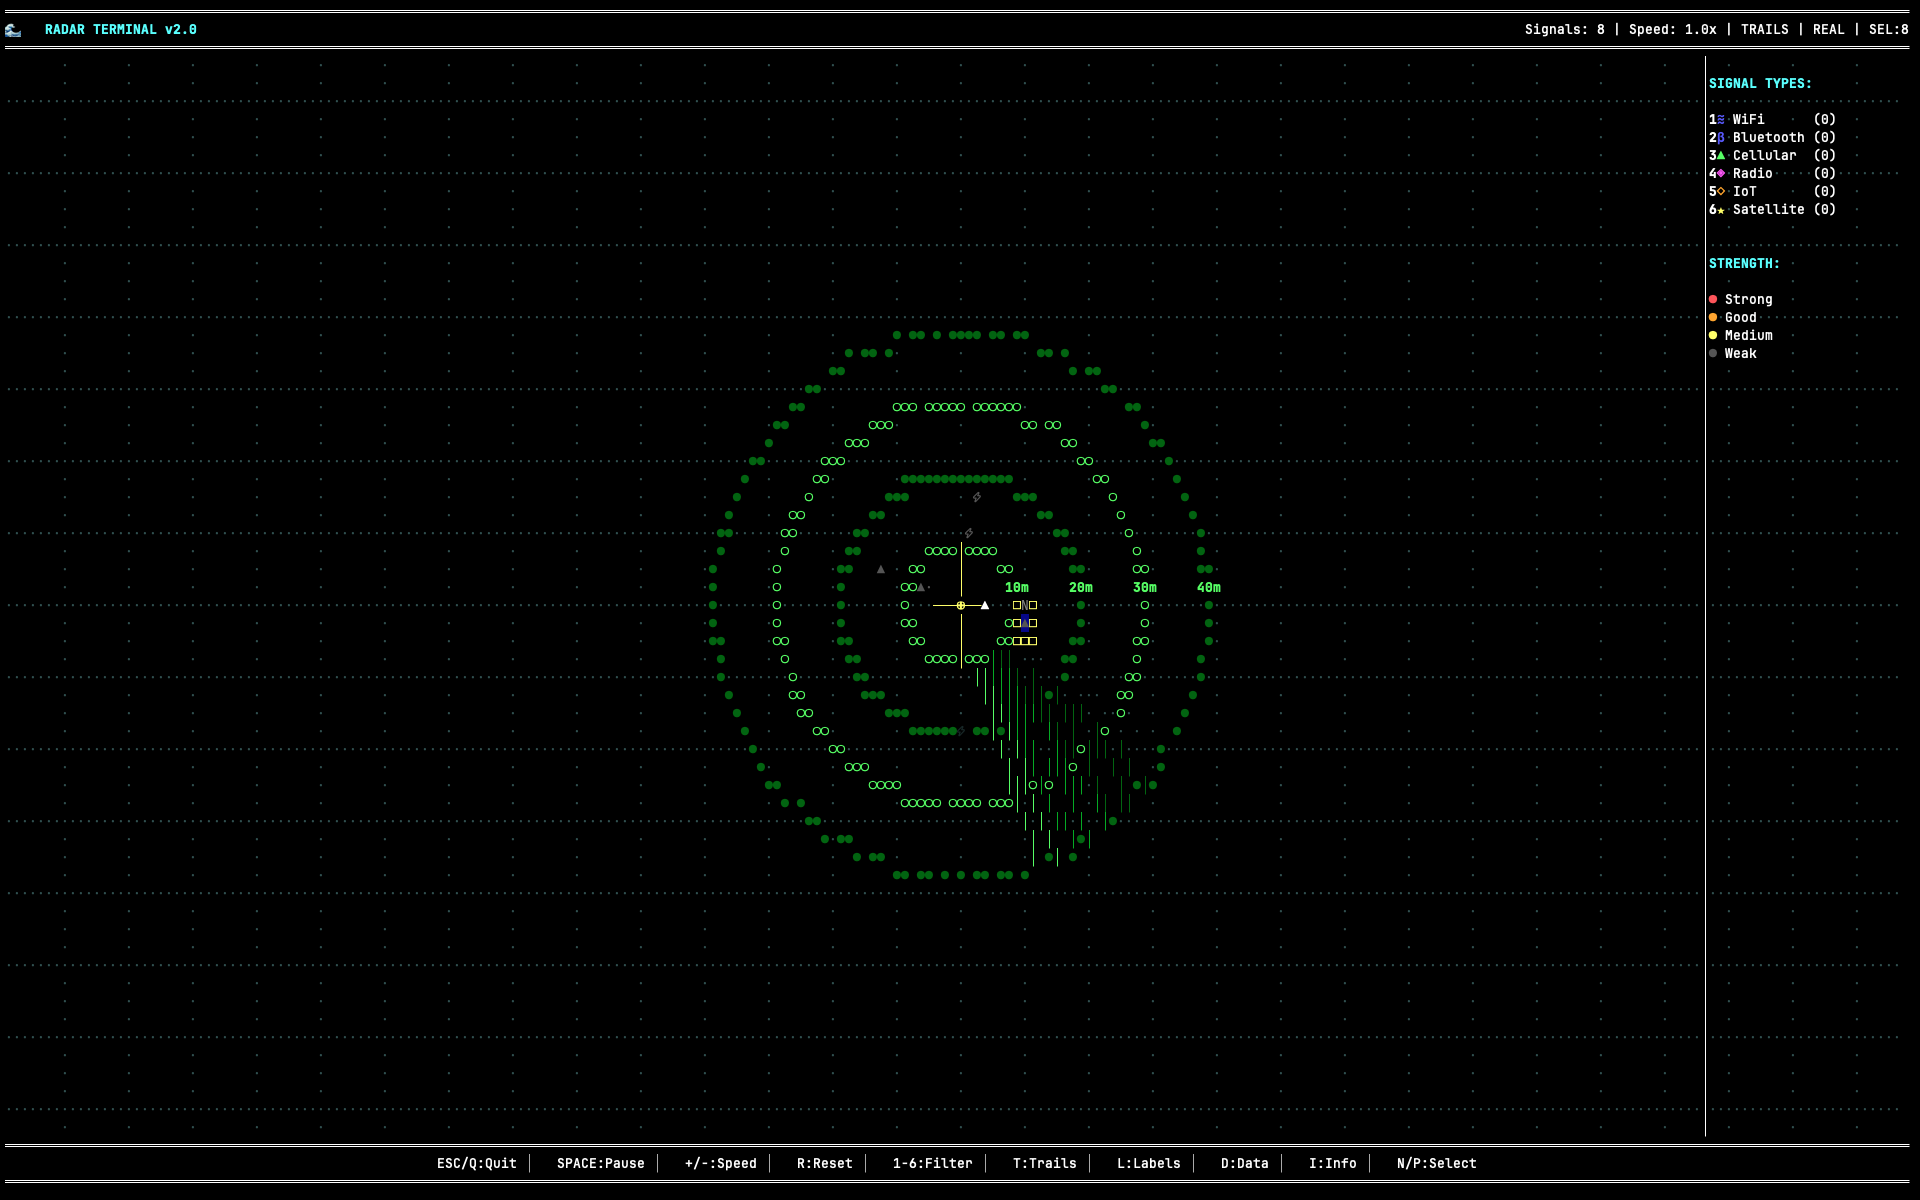 RADAR TERMINAL v2.0
Signals: 8 | Speed: 1.0x | TRAILS | REAL | SEL:8
SIGNAL TYPES:
1≋ WiFi (0)
2β Bluetooth (0)
3▲ Cellular (0)
4◈ Radio (0)
5◇ IoT (0)
6★ Satellite (0)
STRENGTH:
● Strong
● Good
● Medium
● Weak
10m 20m 30m 40m
N
ESC/Q:Quit │ SPACE:Pause │ +/-:Speed │ R:Reset │ 1-6:Filter │ T:Trails │ L:Labels │ D:Data │ I:Info │ N/P:Select